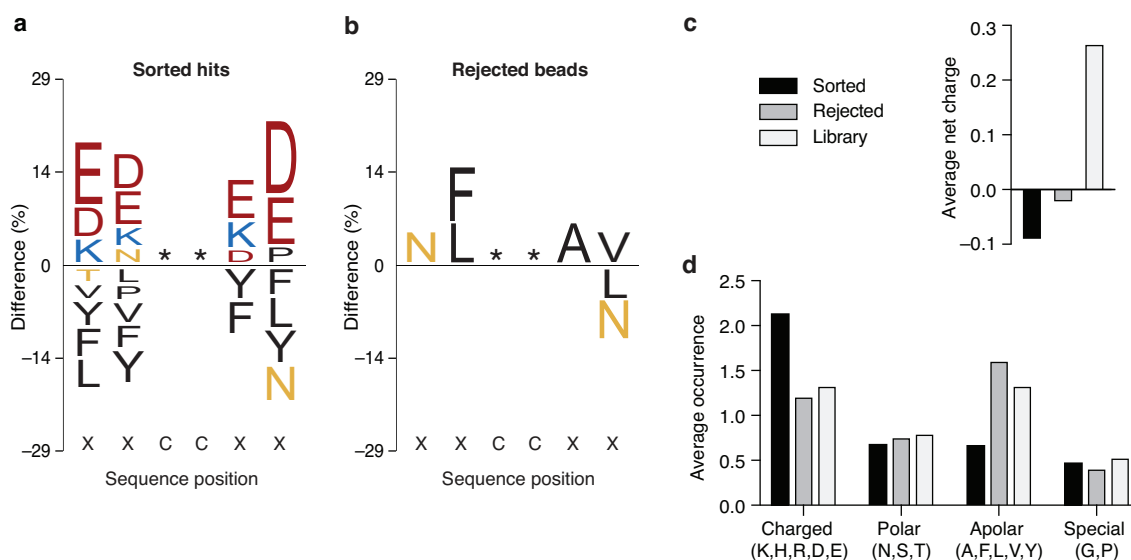 a
Sorted hits
Difference (%)
29
14
0
−14
−29
E D E D
D E K E
K K D P
T N * *
V L Y F
Y P F L
F V Y
L F N
Y
X X C C X X
Sequence position
b
Rejected beads
Difference (%)
29
14
0
−14
−29
F
N L * * A V
L
N
X X C C X X
Sequence position
c
Sorted
Rejected
Library
Average net charge
0.3
0.2
0.1
0.0
−0.1
d
Average occurrence
2.0
1.5
1.0
0.5
0.0
Charged
(K,H,R,D,E)
Polar
(N,S,T)
Apolar
(A,F,L,V,Y)
Special
(G,P)